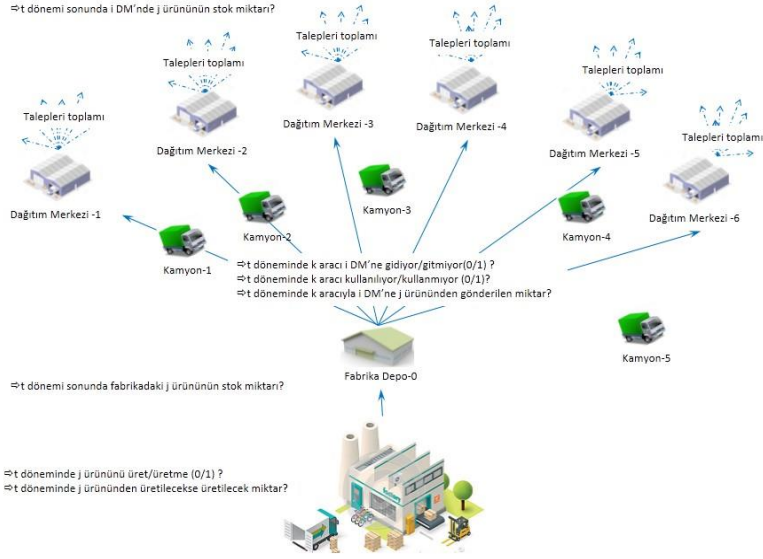 ⇨t dönemi sonunda i DM´nde j ürününün stok miktarı?
Talepleri toplamı
Talepleri toplamı
Talepleri toplamı
Talepleri toplamı
Talepleri toplamı
Talepleri toplamı
Dağıtım Merkezi -1
Dağıtım Merkezi -2
Dağıtım Merkezi -3
Dağıtım Merkezi -4
Dağıtım Merkezi -5
Dağıtım Merkezi -6
Kamyon-1
Kamyon-2
Kamyon-3
Kamyon-4
⇨t döneminde k aracı i DM´ne gidiyor/gitmiyor(0/1) ?
⇨t döneminde k aracı kullanılıyor/kullanmıyor (0/1)?
⇨t döneminde k aracıyla i DM´ne j ürününden gönderilen miktar?
Kamyon-5
Fabrika Depo-0
⇨t dönemi sonunda fabrikadaki j ürününün stok miktarı?
⇨t döneminde j ürününü üret/üretme (0/1) ?
⇨t döneminde j ürününden üretilecekse üretilecek miktar?